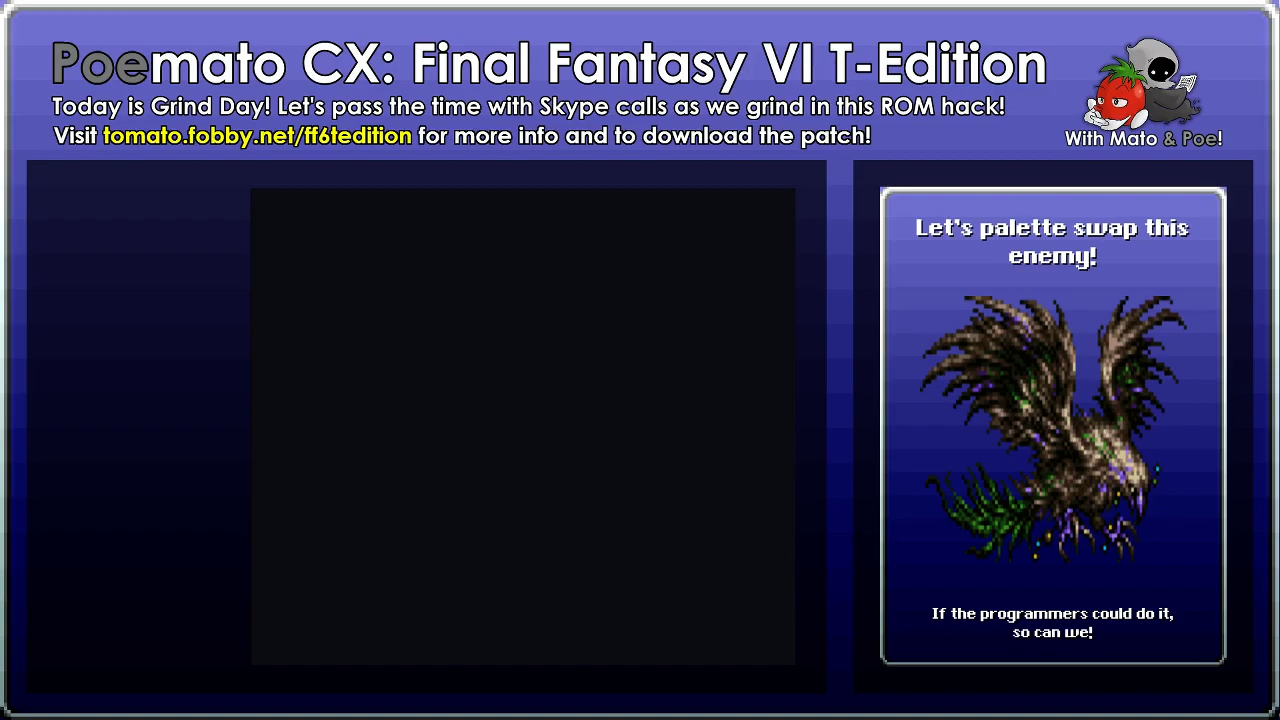 Poemato CX: Final Fantasy VI T-Edition
Today is Grind Day! Let's pass the time with Skype calls as we grind in this ROM hack!
Visit tomato.fobby.net/ff6tedition for more info and to download the patch!
With Mato & Poe!
Let's palette swap this
enemy!
If the programmers could do it,
so can we!